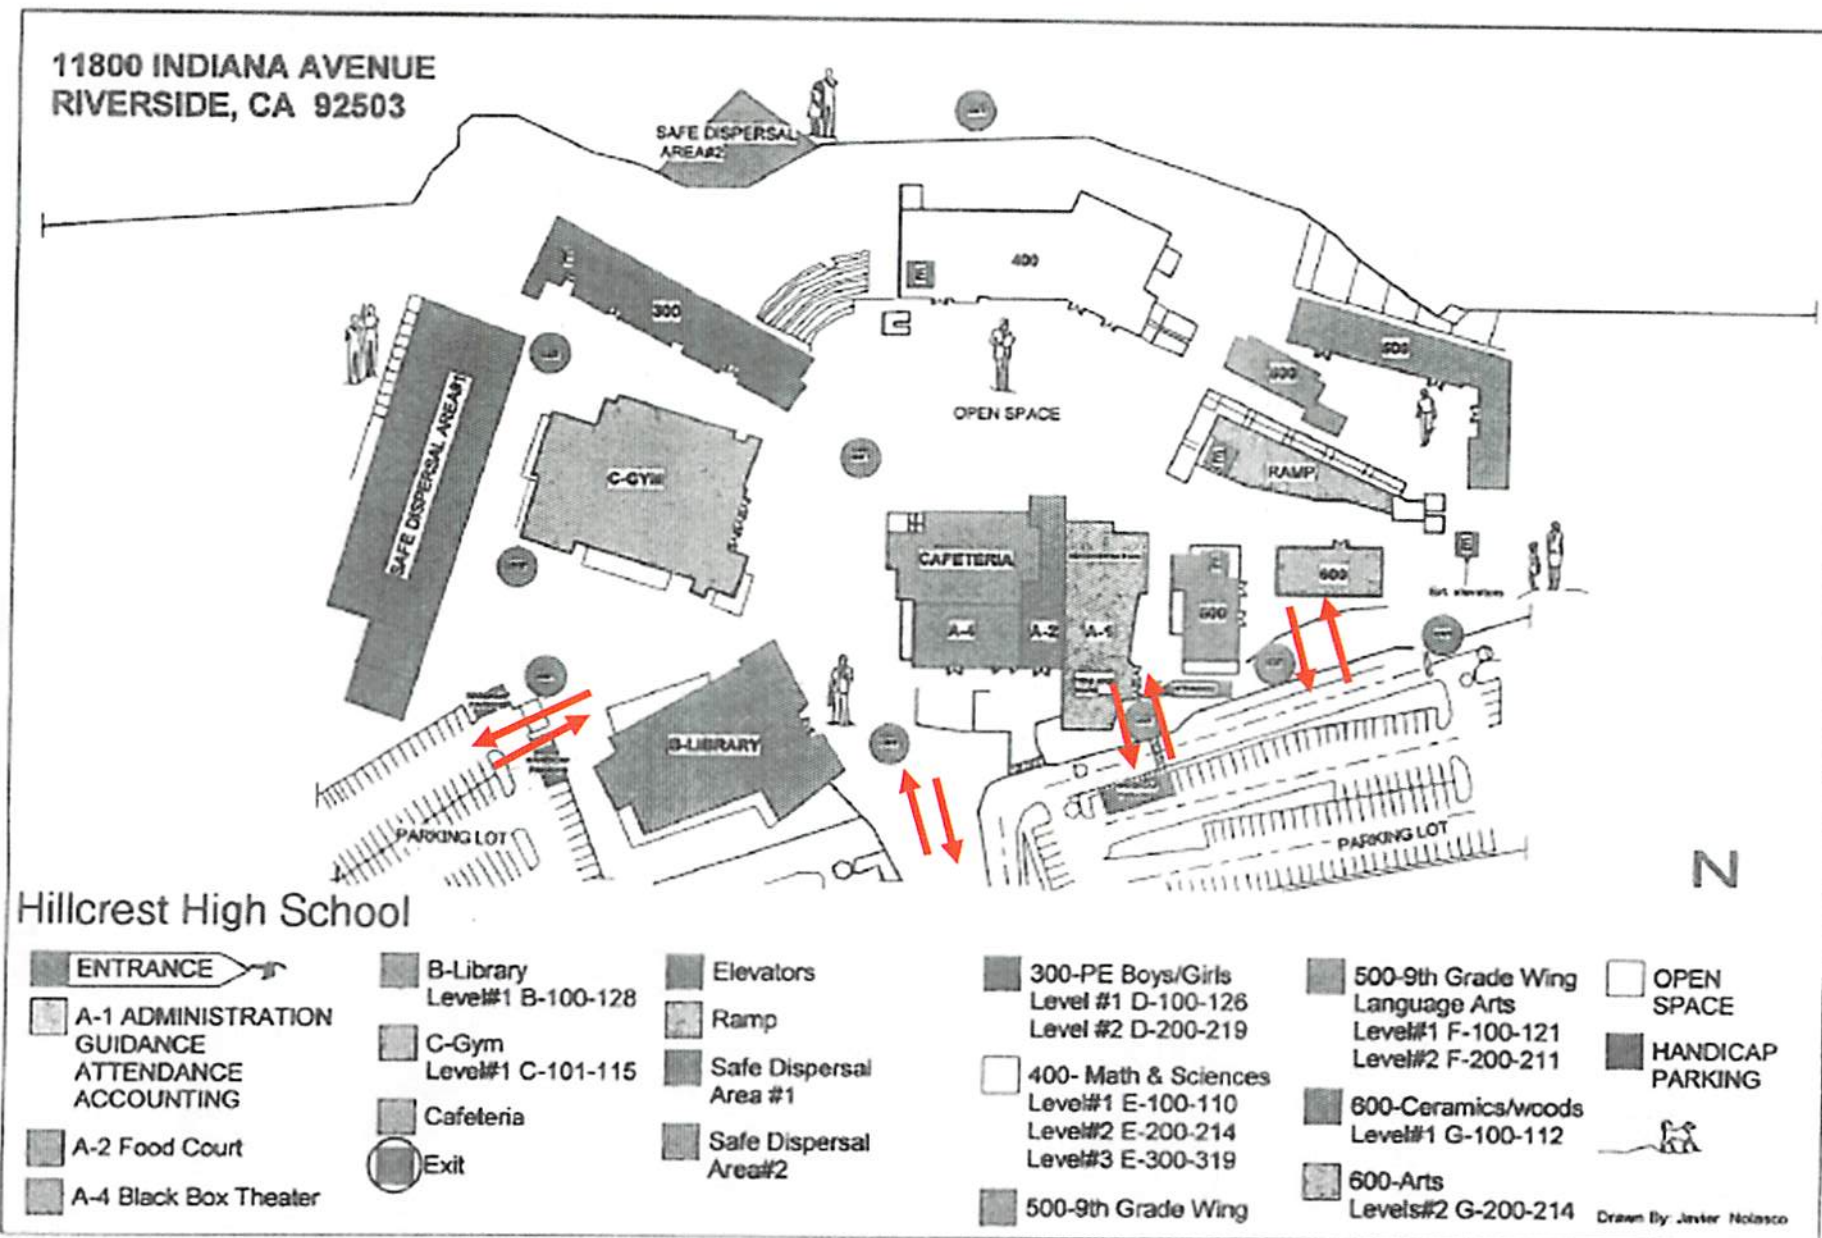 11800 INDIANA AVENUE
RIVERSIDE, CA 92503
SAFE DISPERSAL
AREA#2
400
E
300
500
SAFE DISPERSAL AREA#1
OPEN SPACE
C-GYM
E
RAMP
CAFETERIA
E
600
Ext. elevators
A-4
A-2
A-1
B-LIBRARY
PARKING LOT
PARKING LOT
N
Hillcrest High School
ENTRANCE
A-1 ADMINISTRATION
GUIDANCE
ATTENDANCE
ACCOUNTING
A-2 Food Court
A-4 Black Box Theater
B-Library
Level#1 B-100-128
C-Gym
Level#1 C-101-115
Cafeteria
Exit
Elevators
Ramp
Safe Dispersal
Area #1
Safe Dispersal
Area#2
300-PE Boys/Girls
Level #1 D-100-126
Level #2 D-200-219
400- Math & Sciences
Level#1 E-100-110
Level#2 E-200-214
Level#3 E-300-319
500-9th Grade Wing
500-9th Grade Wing
Language Arts
Level#1 F-100-121
Level#2 F-200-211
600-Ceramics/woods
Level#1 G-100-112
600-Arts
Levels#2 G-200-214
OPEN
SPACE
HANDICAP
PARKING
Drawn By: Javier Nolasco